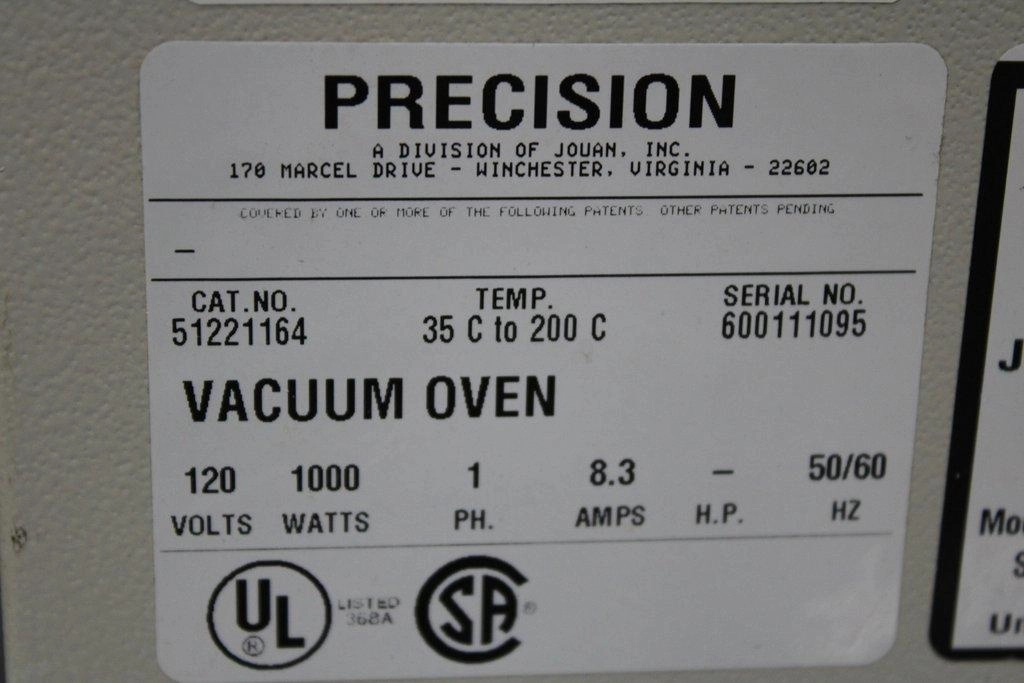 PRECISION
A DIVISION OF JOUAN, INC.
170 MARCEL DRIVE - WINCHESTER, VIRGINIA - 22602
COVERED BY ONE OR MORE OF THE FOLLOWING PATENTS OTHER PATENTS PENDING
–
CAT.NO. TEMP. SERIAL NO.
51221164 35 C to 200 C 600111095
VACUUM OVEN
120 1000 1 8.3 – 50/60
VOLTS WATTS PH. AMPS H.P. HZ
UL ® LISTED 368A SA ®
J